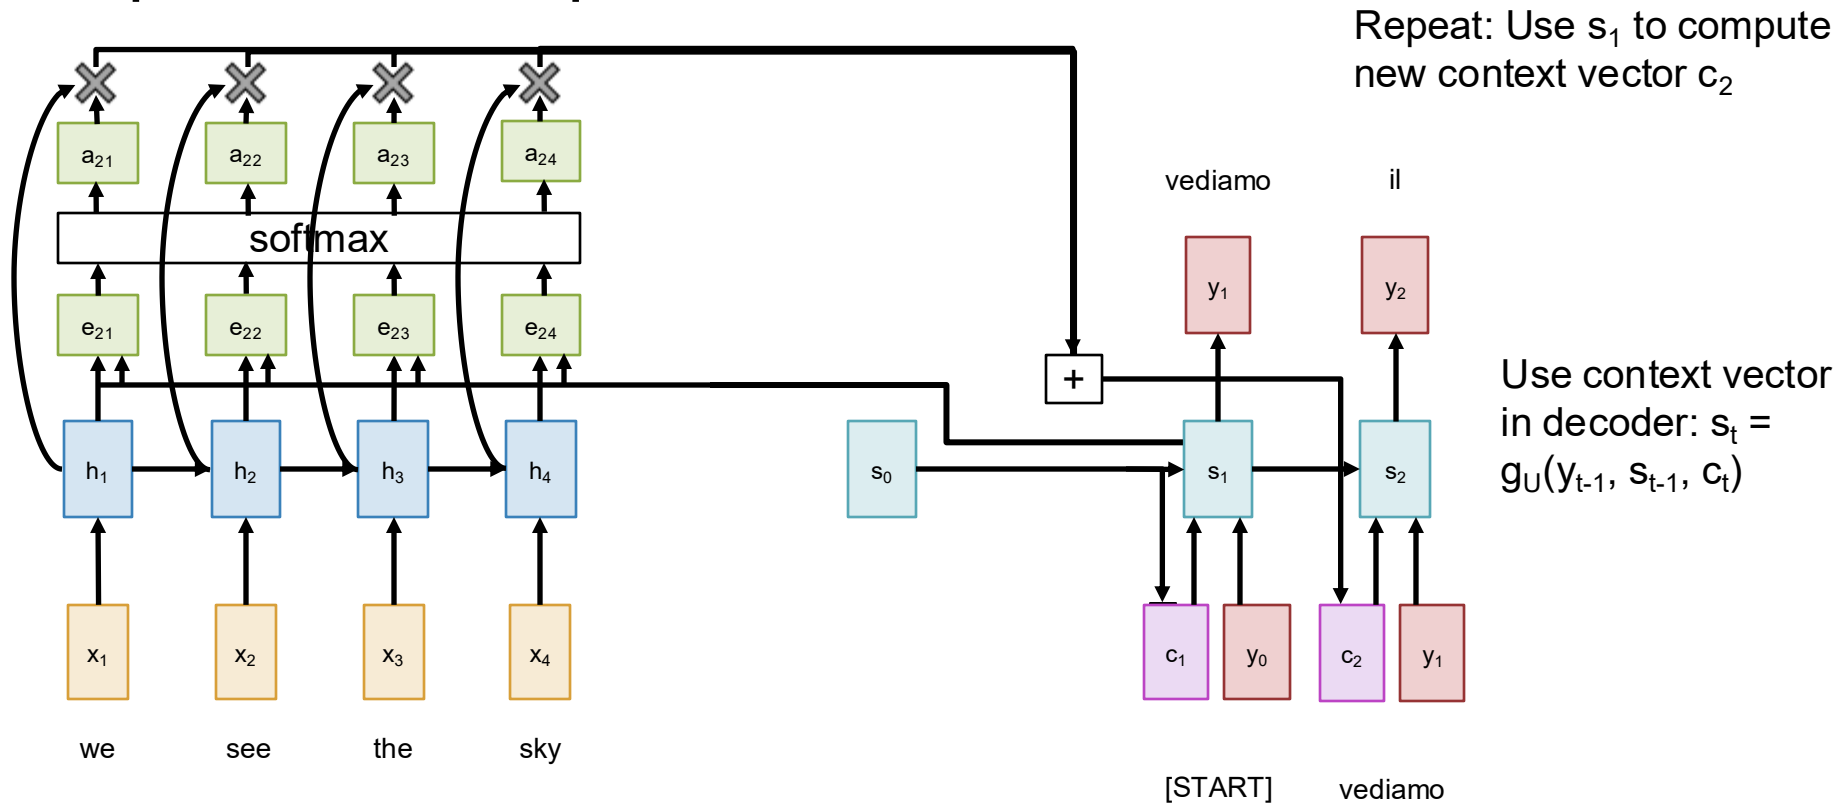 Repeat: Use s₁ to compute
new context vector c₂
a₂₁ a₂₂ a₂₃ a₂₄
vediamo il
softmax
y₁ y₂
e₂₁ e₂₂ e₂₃ e₂₄
+
Use context vector
in decoder: sₜ =
g_U(yₜ₋₁, sₜ₋₁, cₜ)
h₁ h₂ h₃ h₄ s₀ s₁ s₂
x₁ x₂ x₃ x₄ c₁ y₀ c₂ y₁
we see the sky
[START] vediamo